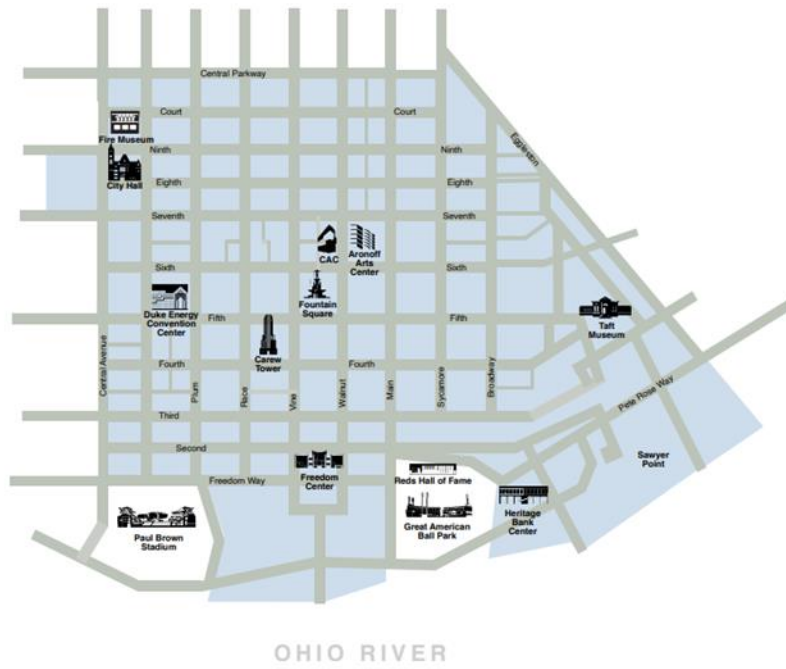 Central Parkway
Court
Court
Fire Museum
Eggleston
Ninth
Ninth
City Hall
Eighth
Eighth
Seventh
Seventh
CAC
Aronoff
Arts
Center
Sixth
Sixth
Fountain
Square
Duke Energy
Convention
Center
Fifth
Fifth
Taft
Museum
Carew
Tower
Fourth
Fourth
Central Avenue
Plum
Race
Vine
Walnut
Main
Sycamore
Broadway
Pete Rose Way
Third
Second
Sawyer
Point
Freedom
Center
Reds Hall of Fame
Freedom Way
Heritage
Bank
Center
Great American
Ball Park
Paul Brown
Stadium
OHIO RIVER